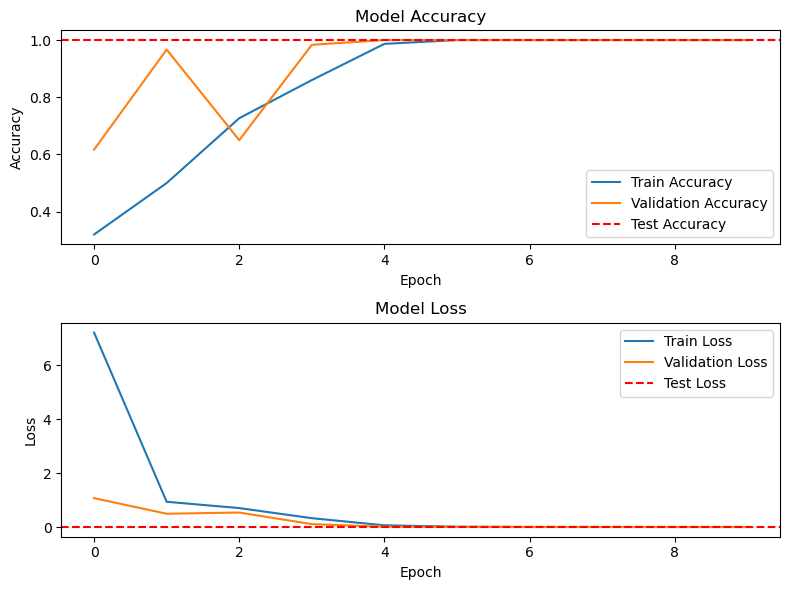 Model Accuracy
1.0
0.8
0.6
0.4
Accuracy
Train Accuracy
Validation Accuracy
Test Accuracy
0 2 4 6 8
Epoch
Model Loss
6
4
2
0
Loss
Train Loss
Validation Loss
Test Loss
0 2 4 6 8
Epoch